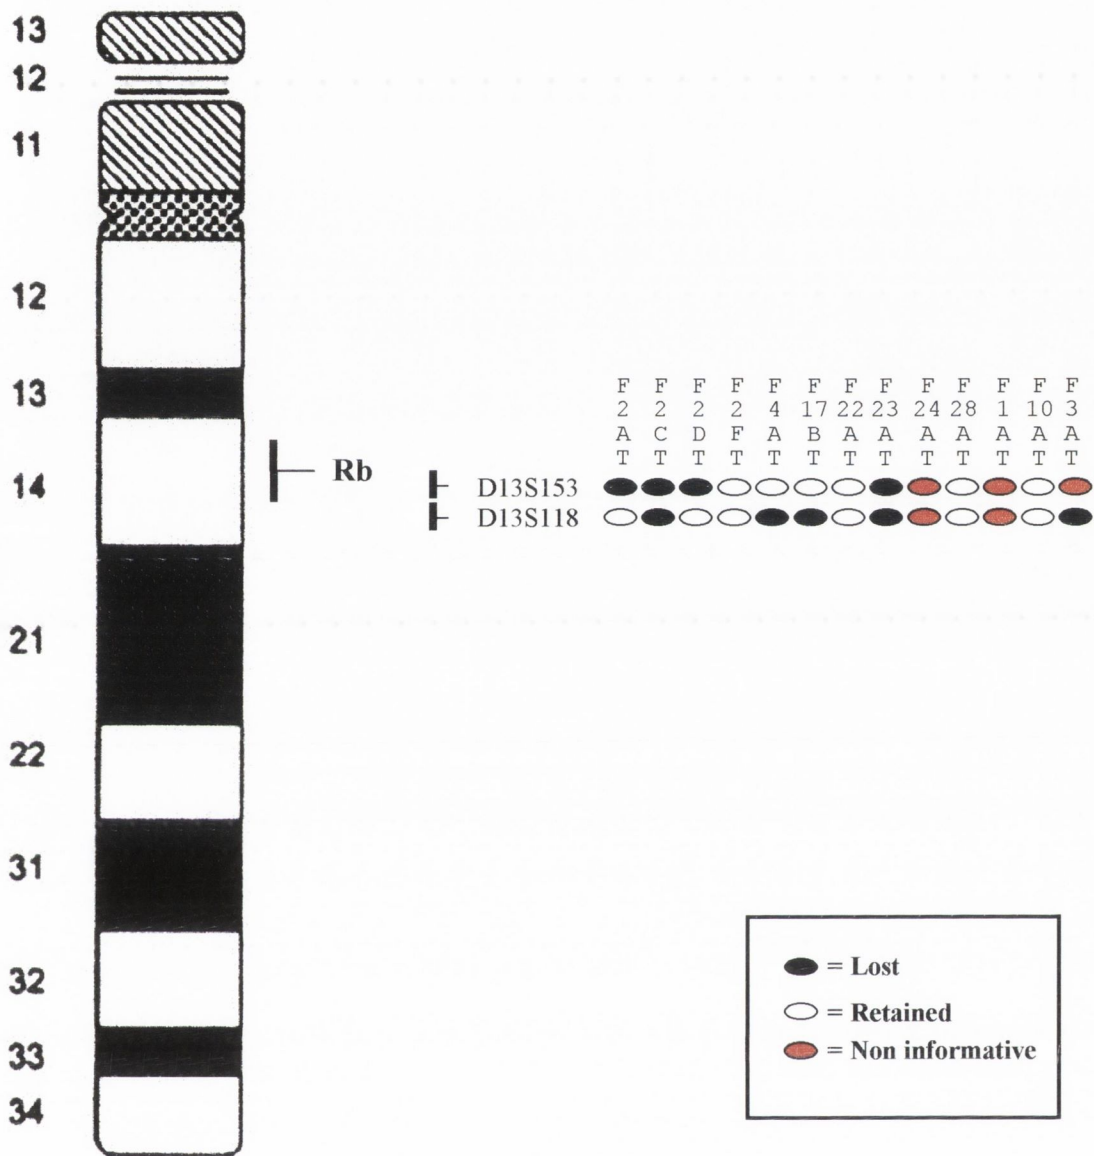 13
12
11
12
13
14
21
22
31
32
33
34
Rb
F F F F F F F F F F F F F
2 2 2 2 4 17 22 23 24 28 1 10 3
A C D F A B A A A A A A A
T T T T T T T T T T T T T
D13S153
D13S118
= Lost
= Retained
= Non informative